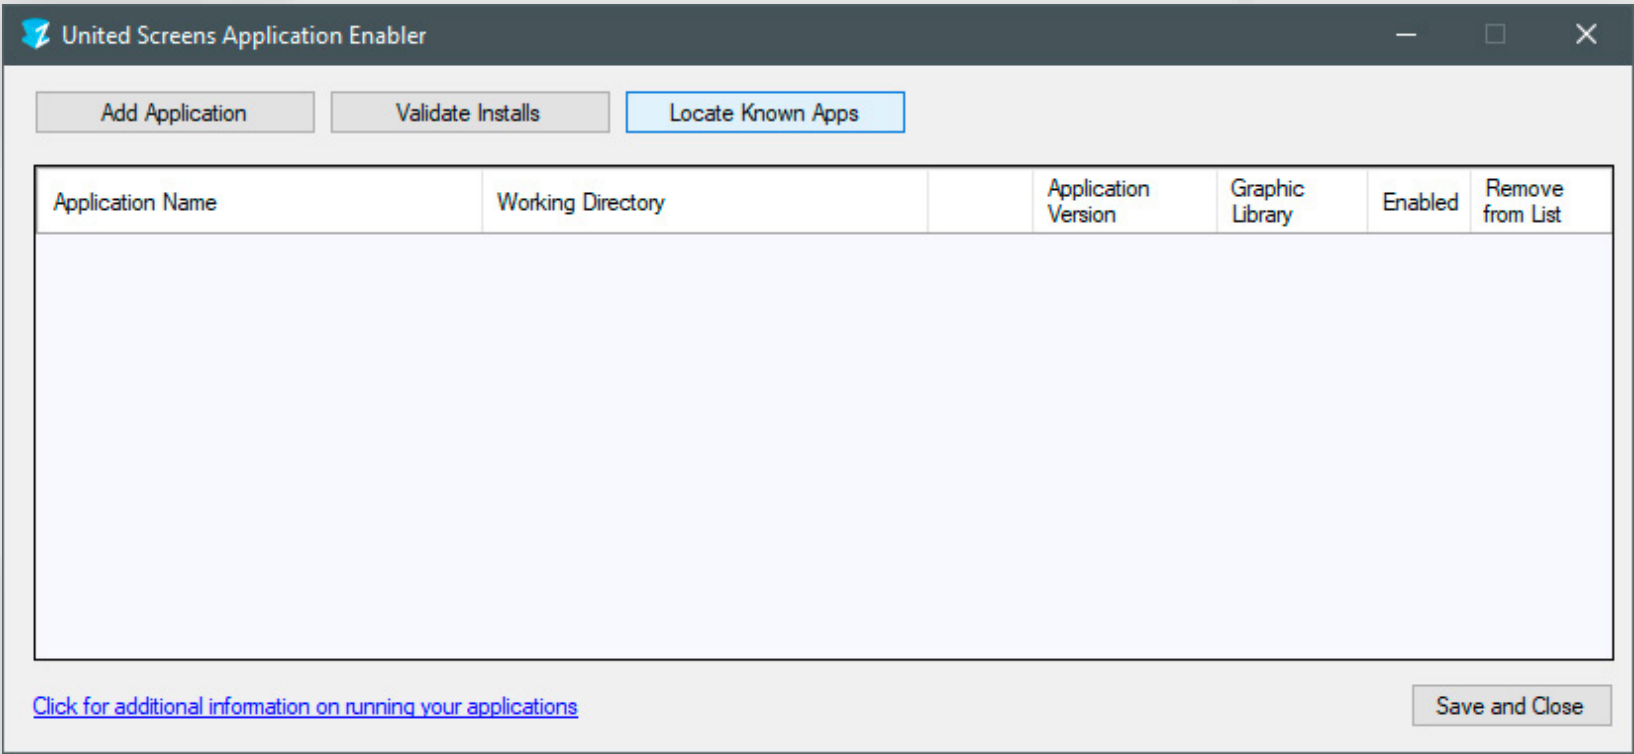 United Screens Application Enabler
Add Application
Validate Installs
Locate Known Apps
Application Name
Working Directory
Application
Version
Graphic
Library
Enabled
Remove
from List
Click for additional information on running your applications
Save and Close